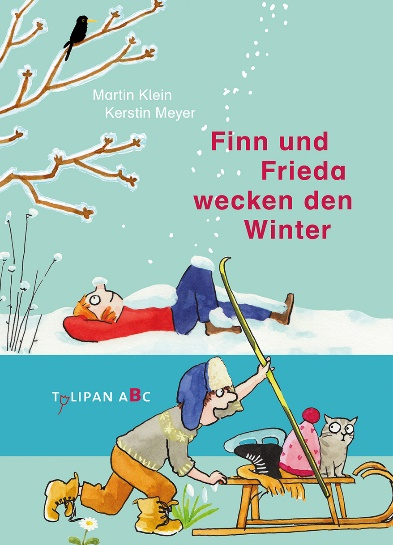 Martin Klein
Kerstin Meyer
Finn und
Frieda
wecken den
Winter
TULIPAN ABC